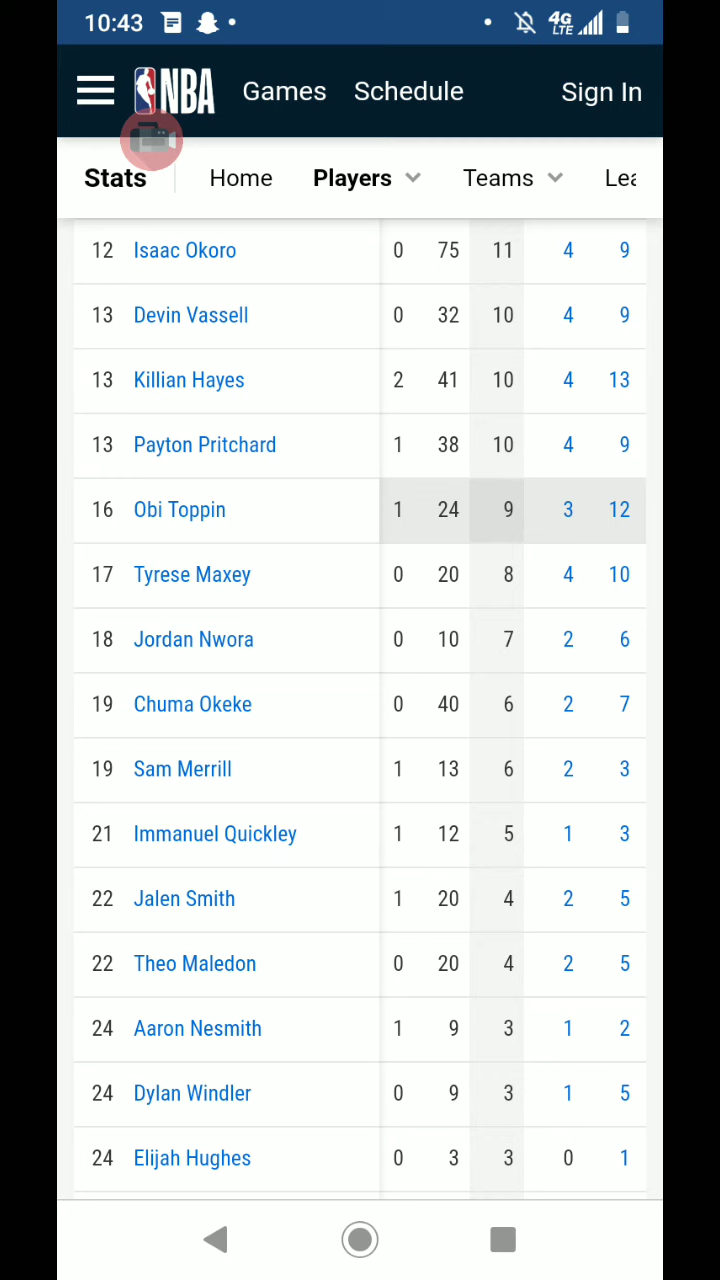 10:43 4G LTE
NBA Games Schedule Sign In
Stats Home Players Teams Lea
12 Isaac Okoro 0 75 11 4 9
13 Devin Vassell 0 32 10 4 9
13 Killian Hayes 2 41 10 4 13
13 Payton Pritchard 1 38 10 4 9
16 Obi Toppin 1 24 9 3 12
17 Tyrese Maxey 0 20 8 4 10
18 Jordan Nwora 0 10 7 2 6
19 Chuma Okeke 0 40 6 2 7
19 Sam Merrill 1 13 6 2 3
21 Immanuel Quickley 1 12 5 1 3
22 Jalen Smith 1 20 4 2 5
22 Theo Maledon 0 20 4 2 5
24 Aaron Nesmith 1 9 3 1 2
24 Dylan Windler 0 9 3 1 5
24 Elijah Hughes 0 3 3 0 1